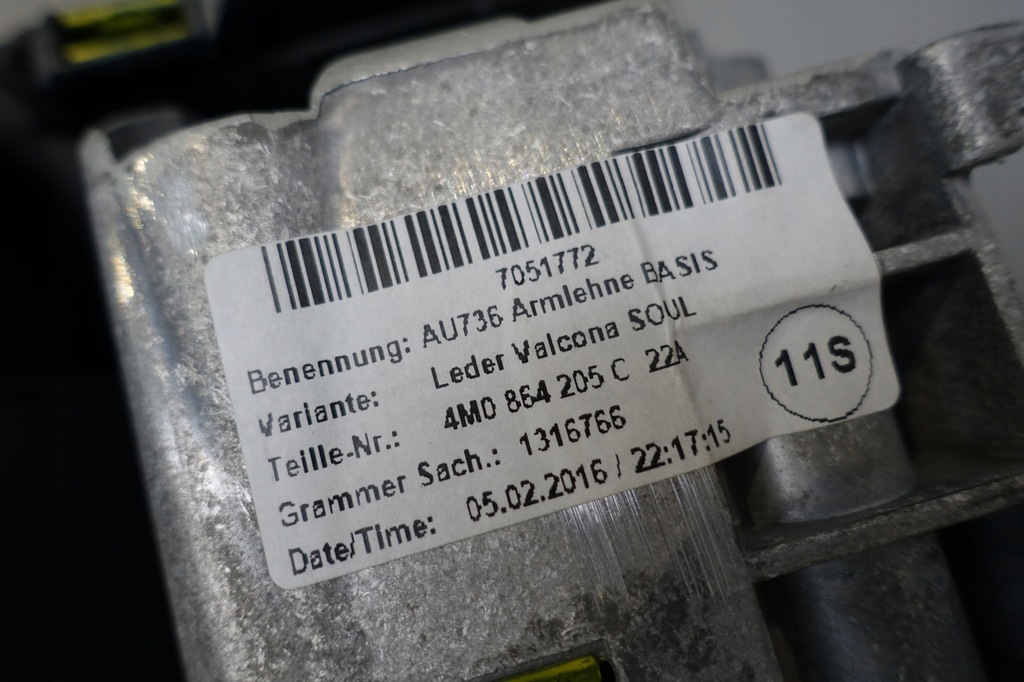 7051772
Benennung: AU736 Armlehne BASIS
Variante: Leder Valcona SOUL
Teille-Nr.: 4M0 864 205 C 22A
Grammer Sach.: 1316766
Date/Time: 05.02.2016 / 22:17:15
11S